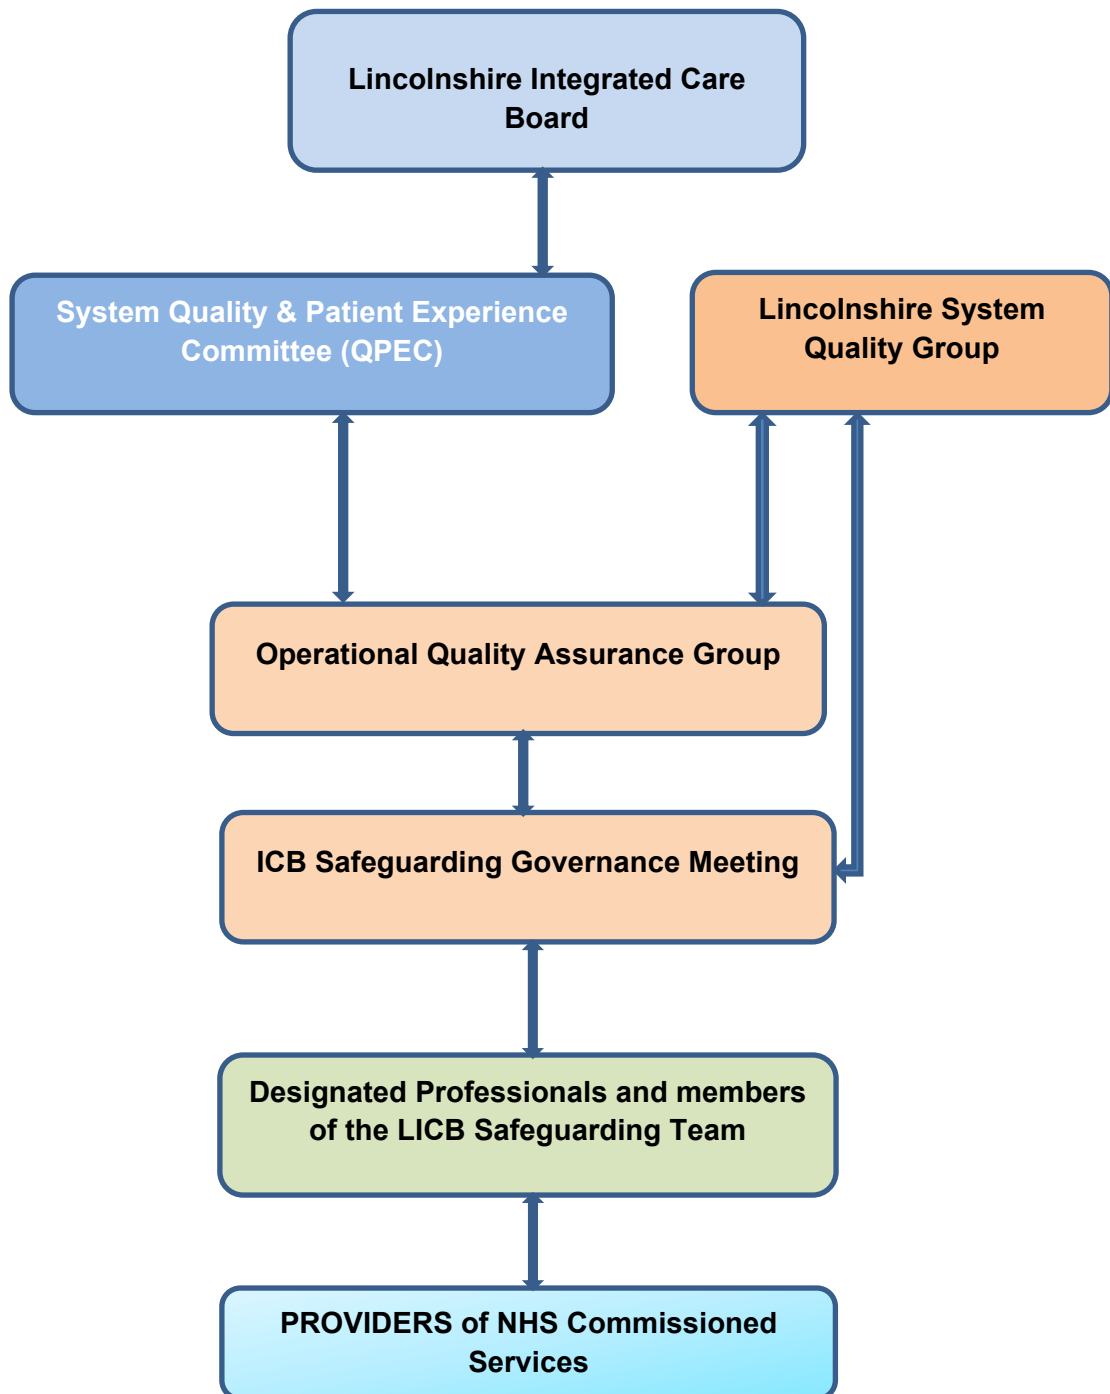 Lincolnshire Integrated Care
Board
System Quality & Patient Experience
Committee (QPEC)
Lincolnshire System
Quality Group
Operational Quality Assurance Group
ICB Safeguarding Governance Meeting
Designated Professionals and members
of the LICB Safeguarding Team
PROVIDERS of NHS Commissioned
Services